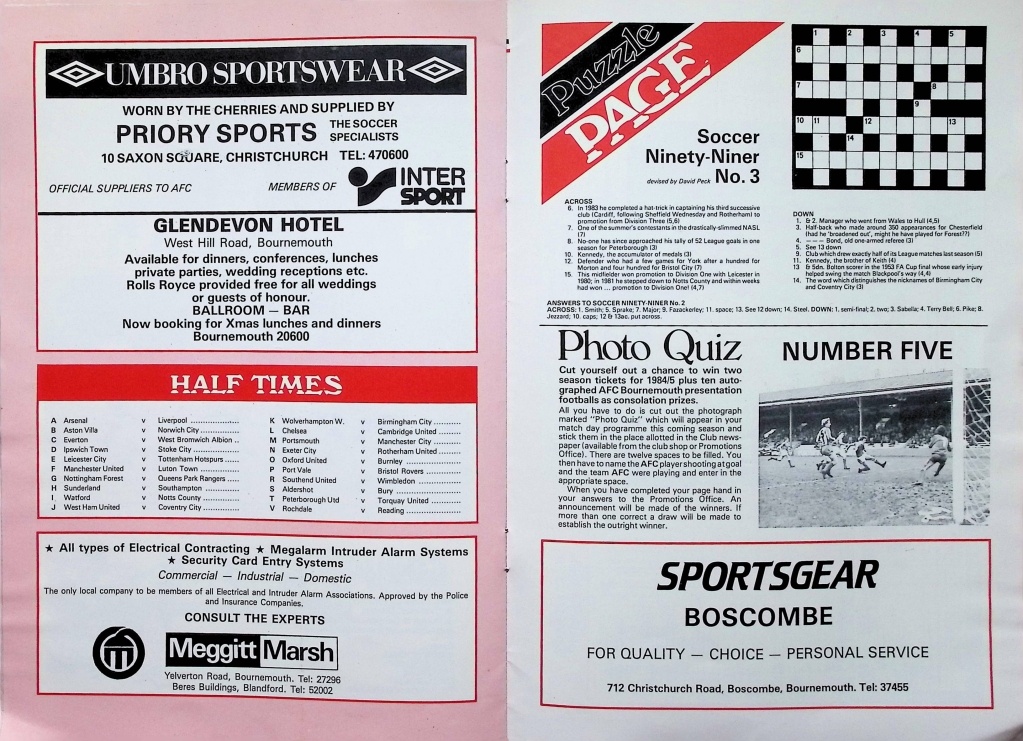 UMBRO SPORTSWEAR
WORN BY THE CHERRIES AND SUPPLIED BY
PRIORY SPORTS THE SOCCER SPECIALISTS
10 SAXON SQUARE, CHRISTCHURCH TEL: 470600
OFFICIAL SUPPLIERS TO AFC MEMBERS OF INTER SPORT
GLENDEVON HOTEL
West Hill Road, Bournemouth
Available for dinners, conferences, lunches
private parties, wedding receptions etc.
Rolls Royce provided free for all weddings
or guests of honour.
BALLROOM — BAR
Now booking for Xmas lunches and dinners
Bournemouth 20600
HALF TIMES
A Arsenal v Liverpool ....................
B Aston Villa v Norwich City ................
C Everton v West Bromwich Albion ..
D Ipswich Town v Stoke City ..................
E Leicester City v Tottenham Hotspurs ......
F Manchester United v Luton Town ................
G Nottingham Forest v Queens Park Rangers .....
H Sunderland v Southampton ...............
I Watford v Notts County ..............
J West Ham United v Coventry City ..............
K Wolverhampton W. v Birmingham City ..........
L Chelsea v Cambridge United ........
M Portsmouth v Manchester City ..........
N Exeter City v Rotherham United ........
O Oxford United v Burnley ....................
P Port Vale v Bristol Rovers ............
R Southend United v Wimbledon ................
S Aldershot v Bury ........................
T Peterborough Utd v Torquay United ...........
V Rochdale v Reading .....................
★ All types of Electrical Contracting ★ Megalarm Intruder Alarm Systems
★ Security Card Entry Systems
Commercial — Industrial — Domestic
The only local company to be members of all Electrical and Intruder Alarm Associations. Approved by the Police
and Insurance Companies.
CONSULT THE EXPERTS
Meggitt Marsh
Yelverton Road, Bournemouth. Tel: 27296
Beres Buildings, Blandford. Tel: 52002
Puzzle
PAGE
Soccer
Ninety-Niner
devised by David Peck No. 3
1 2 3 4 5
6
7 8
9
10 11 12 13
14
15
ACROSS
6. In 1983 he completed a hat-trick in captaining his third successive
club (Cardiff, following Sheffield Wednesday and Rotherham) to
promotion from Division Three (5,6)
7. One of the summer's contestants in the drastically-slimmed NASL
(7)
8. No-one has since approached his tally of 52 League goals in one
season for Peterborough (3)
10. Kennedy, the accumulator of medals (3)
12. Defender who had a few games for York after a hundred for
Morton and four hundred for Bristol City (7)
15. This midfielder won promotion to Division One with Leicester in
1980; in 1981 he stepped down to Notts County and within weeks
had won ... promotion to Division One! (4,7)
DOWN
1. & 2. Manager who went from Wales to Hull (4,5)
3. Half-back who made around 350 appearances for Chesterfield
(had he 'broadened out', might he have played for Forest??)
4. — — — Bond, old one-armed referee (3)
5. See 13 down
9. Club which drew exactly half of its League matches last season (5)
11. Kennedy, the brother of Keith (4)
13 & 5dn. Bolton scorer in the 1953 FA Cup final whose early injury
helped swing the match Blackpool's way (4,4)
14. The word which distinguishes the nicknames of Birmingham City
and Coventry City (3)
ANSWERS TO SOCCER NINETY-NINER No. 2
ACROSS: 1. Smith; 5. Sprake; 7. Major; 9. Fazackerley; 11. space; 13. See 12 down; 14. Steel. DOWN: 1. semi-final; 2. two; 3. Sabella; 4. Terry Bell; 6. Pike; 8.
Jezzard; 10. caps; 12 & 13ac. put across.
Photo Quiz NUMBER FIVE
Cut yourself out a chance to win two
season tickets for 1984/5 plus ten auto-
graphed AFC Bournemouth presentation
footballs as consolation prizes.
All you have to do is cut out the photograph
marked "Photo Quiz" which will appear in your
match day programme this coming season and
stick them in the place allotted in the Club news-
paper (available from the club shop or Promotions
Office). There are twelve spaces to be filled. You
then have to name the AFC player shooting at goal
and the team AFC were playing and enter in the
appropriate space.
When you have completed your page hand in
your answers to the Promotions Office. An
announcement will be made of the winners. If
more than one correct a draw will be made to
establish the outright winner.
SPORTSGEAR
BOSCOMBE
FOR QUALITY — CHOICE — PERSONAL SERVICE
712 Christchurch Road, Boscombe, Bournemouth. Tel: 37455